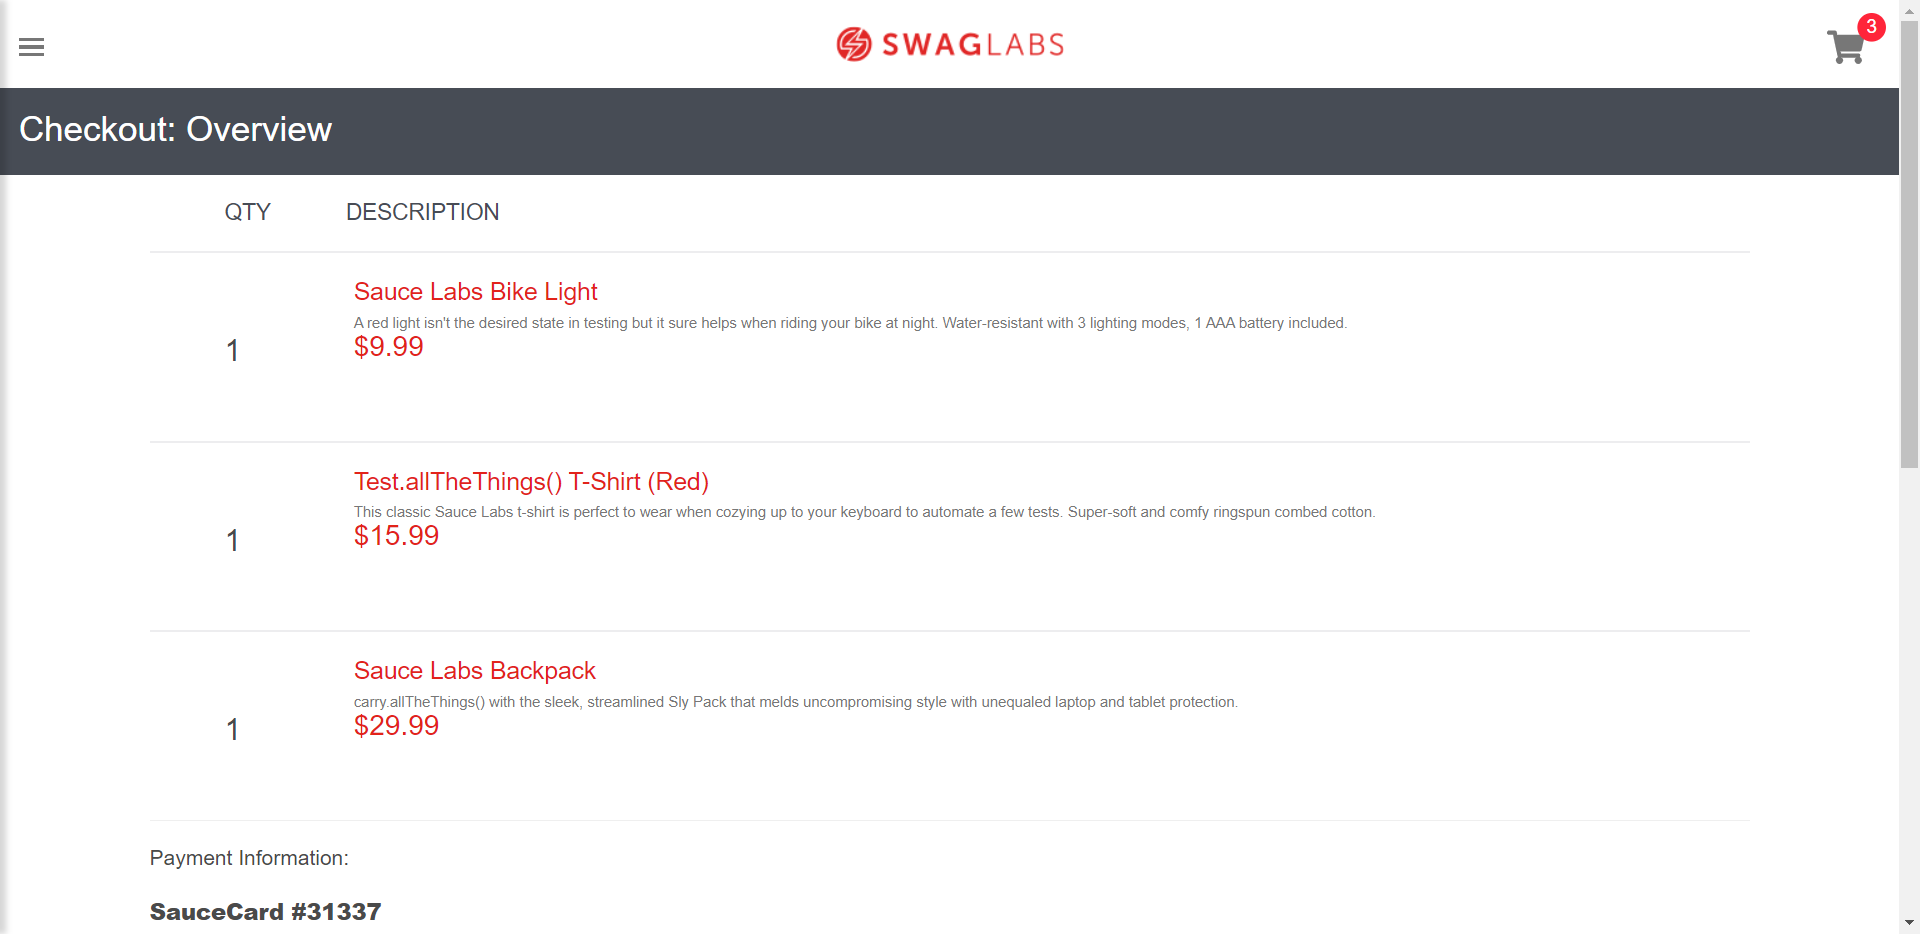 SWAGLABS
3
Checkout: Overview
QTY DESCRIPTION
Sauce Labs Bike Light
A red light isn't the desired state in testing but it sure helps when riding your bike at night. Water-resistant with 3 lighting modes, 1 AAA battery included.
1
$9.99
Test.allTheThings() T-Shirt (Red)
This classic Sauce Labs t-shirt is perfect to wear when cozying up to your keyboard to automate a few tests. Super-soft and comfy ringspun combed cotton.
1
$15.99
Sauce Labs Backpack
carry.allTheThings() with the sleek, streamlined Sly Pack that melds uncompromising style with unequaled laptop and tablet protection.
1
$29.99
Payment Information:
SauceCard #31337